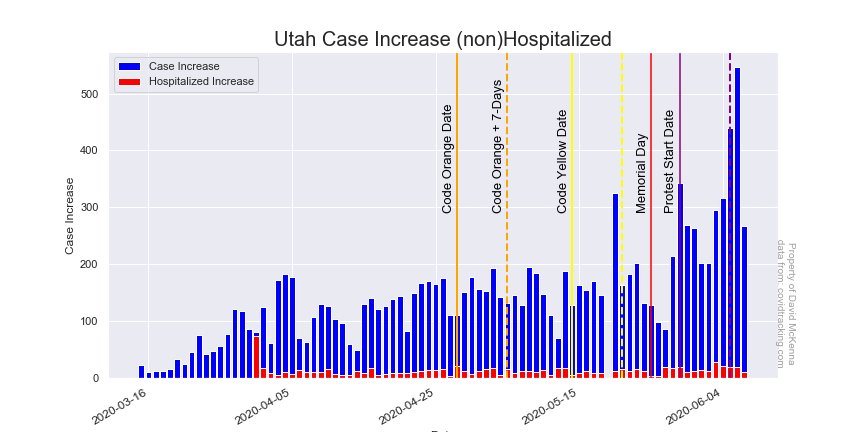 Utah Case Increase (non)Hospitalized
Case Increase
Hospitalized Increase
Case Increase
500
400
300
200
100
0
Code Orange Date
Code Orange + 7-Days
Code Yellow Date
Memorial Day
Protest Start Date
2020-03-16
2020-04-05
2020-04-25
2020-05-15
2020-06-04
Property of David McKenna
data from: covidtracking.com